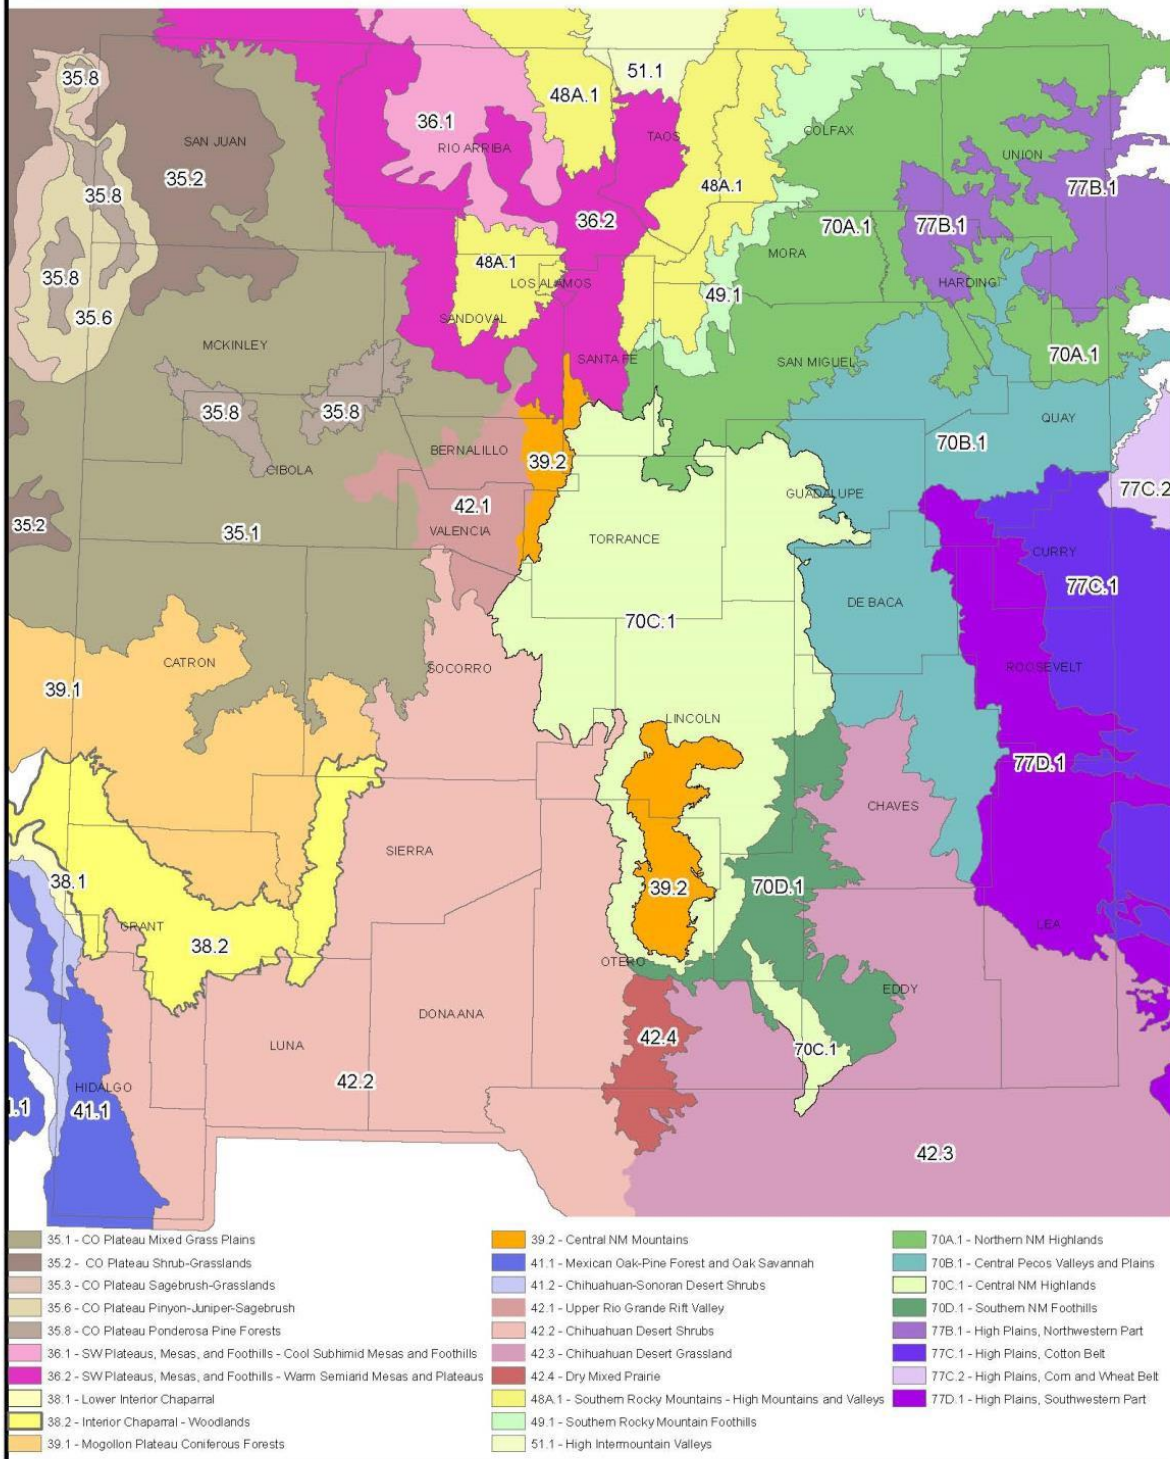 35.8
51.1
48A.1
36.1
COLFAX
TAOS
SAN JUAN
RIO ARRIBA
UNION
35.2
48A.1
77B.1
35.8
36.2
70A.1
77B.1
MORA
48A.1
35.8
LOS ALAMOS
HARDING
49.1
35.6
SANDOVAL
MCKINLEY
SANTA FE
SAN MIGUEL
70A.1
35.8
35.8
QUAY
70B.1
BERNALILLO
39.2
CIBOLA
77C.2
GUADALUPE
42.1
35.2
35.1
VALENCIA
TORRANCE
CURRY
77C.1
DE BACA
70C.1
CATRON
SOCORRO
ROOSEVELT
39.1
LINCOLN
77D.1
CHAVES
SIERRA
38.1
39.2
70D.1
GRANT
LEA
38.2
OTERO
EDDY
DONA ANA
42.4
LUNA
70C.1
42.2
HIDALGO
41.1
42.3
35.1 - CO Plateau Mixed Grass Plains
35.2 - CO Plateau Shrub-Grasslands
35.3 - CO Plateau Sagebrush-Grasslands
35.6 - CO Plateau Pinyon-Juniper-Sagebrush
35.8 - CO Plateau Ponderosa Pine Forests
36.1 - SW Plateaus, Mesas, and Foothills - Cool Subhimid Mesas and Foothills
36.2 - SW Plateaus, Mesas, and Foothills - Warm Semiarid Mesas and Plateaus
38.1 - Lower Interior Chaparral
38.2 - Interior Chaparral - Woodlands
39.1 - Mogollon Plateau Coniferous Forests
39.2 - Central NM Mountains
41.1 - Mexican Oak-Pine Forest and Oak Savannah
41.2 - Chihuahuan-Sonoran Desert Shrubs
42.1 - Upper Rio Grande Rift Valley
42.2 - Chihuahuan Desert Shrubs
42.3 - Chihuahuan Desert Grassland
42.4 - Dry Mixed Prairie
48A.1 - Southern Rocky Mountains - High Mountains and Valleys
49.1 - Southern Rocky Mountain Foothills
51.1 - High Intermountain Valleys
70A.1 - Northern NM Highlands
70B.1 - Central Pecos Valleys and Plains
70C.1 - Central NM Highlands
70D.1 - Southern NM Foothills
77B.1 - High Plains, Northwestern Part
77C.1 - High Plains, Cotton Belt
77C.2 - High Plains, Corn and Wheat Belt
77D.1 - High Plains, Southwestern Part